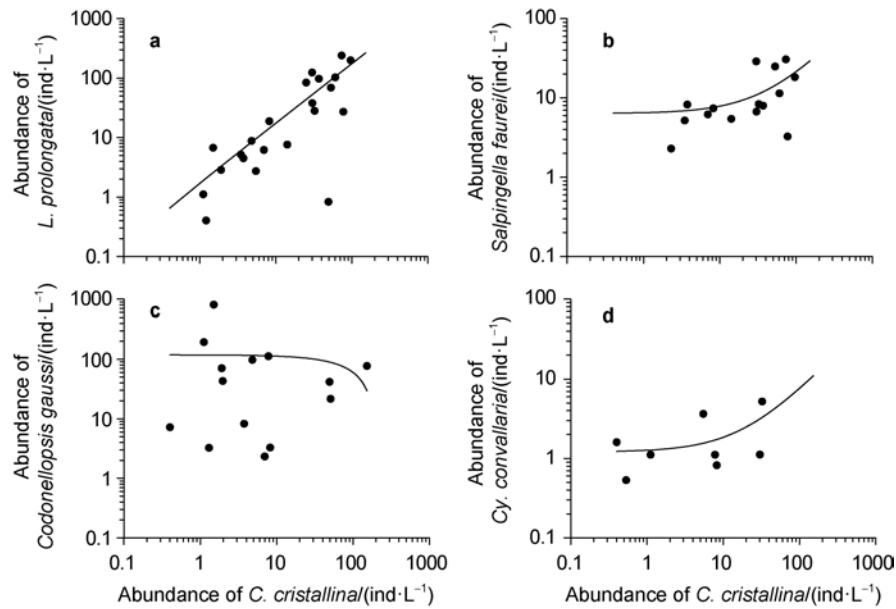 a
1000
100
10
1
0.1
Abundance of
L. prolongata/(ind·L⁻¹)
b
100
10
1
0.1
Abundance of
Salpingella faurei/(ind·L⁻¹)
c
1000
100
10
1
0.1
Abundance of
Codonellopsis gaussi/(ind·L⁻¹)
0.1 1 10 100 1000
Abundance of C. cristallina/(ind·L⁻¹)
d
100
10
1
0.1
Abundance of
Cy. convallaria/(ind·L⁻¹)
0.1 1 10 100 1000
Abundance of C. cristallina/(ind·L⁻¹)